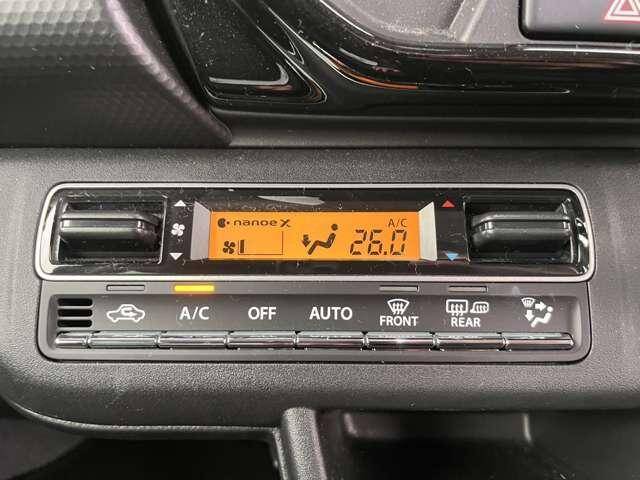 nanoe X
A/C
26.0
A/C OFF AUTO FRONT REAR